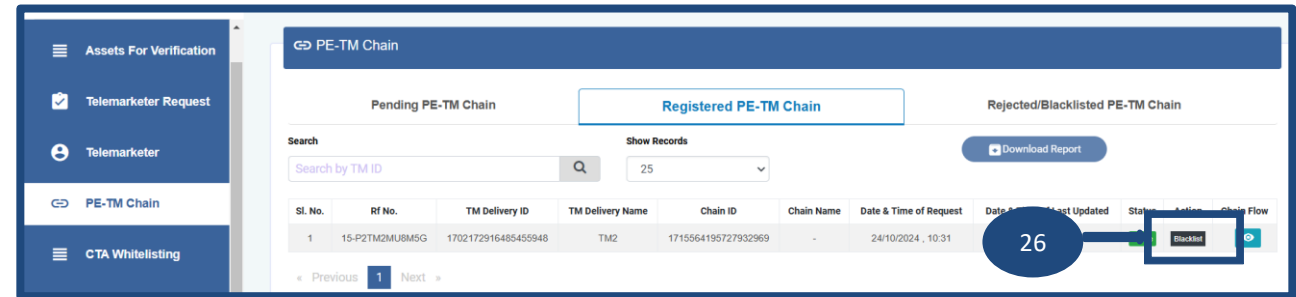 Assets For Verification
Telemarketer Request
Telemarketer
PE-TM Chain
CTA Whitelisting
PE-TM Chain
Pending PE-TM Chain Registered PE-TM Chain Rejected/Blacklisted PE-TM Chain
Search Show Records
Search by TM ID 25 Download Report
Sl. No. Rf No. TM Delivery ID TM Delivery Name Chain ID Chain Name Date & Time of Request Date Last Updated Status Action Chain Flow
1 15-P2TM2MU8M5G 1702172916485455948 TM2 1715564195727932969 - 24/10/2024 , 10:31 Blacklist
26
« Previous 1 Next »